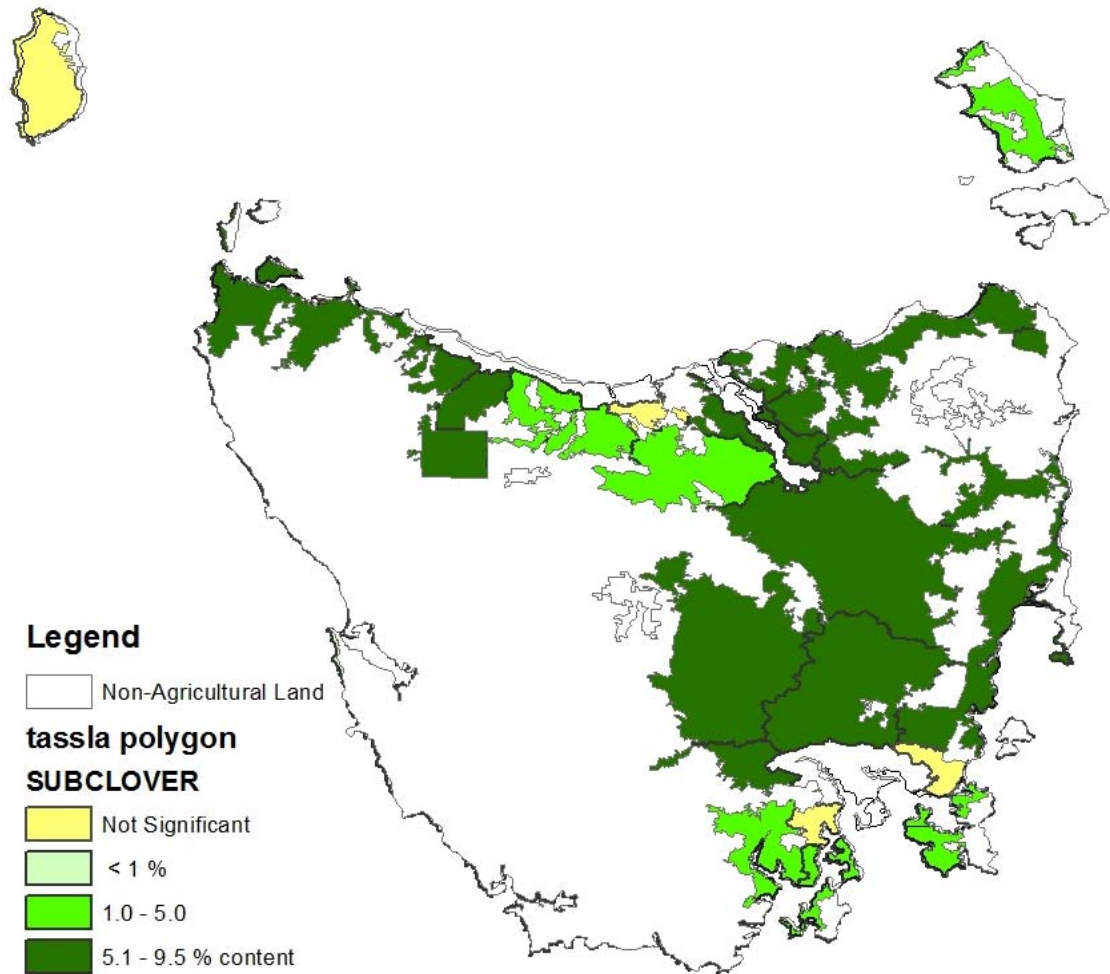 Legend
Non-Agricultural Land
tassla polygon
SUBCLOVER
Not Significant
< 1 %
1.0 - 5.0
5.1 - 9.5 % content